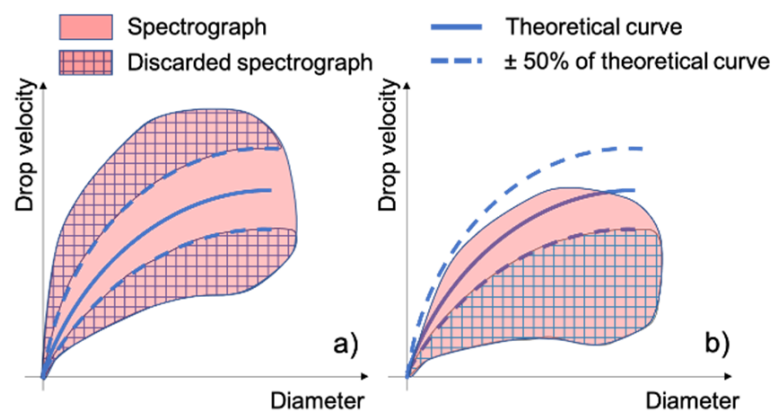 Spectrograph
Theoretical curve
Discarded spectrograph
± 50% of theoretical curve
Drop velocity
Drop velocity
a)
b)
Diameter
Diameter